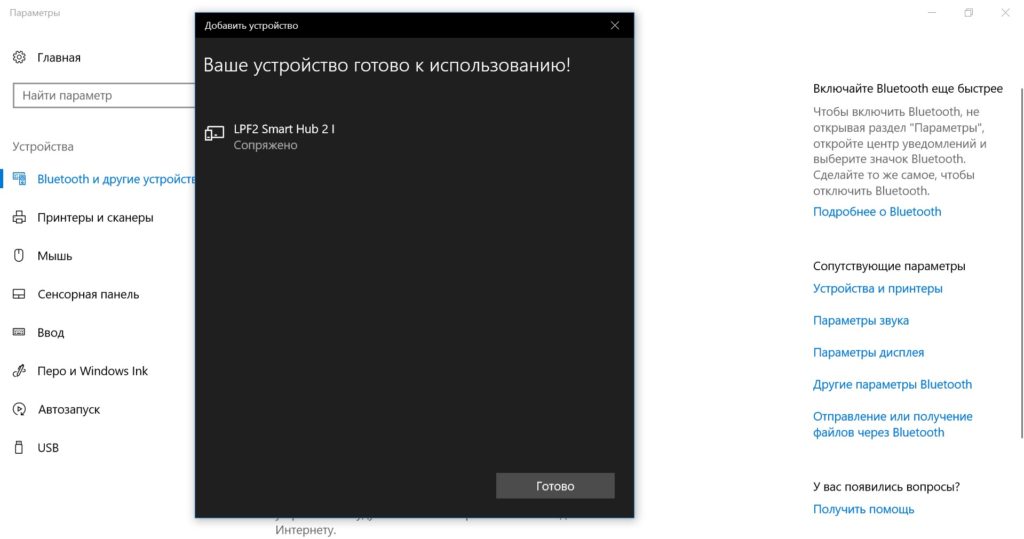 Параметры
Главная
Найти параметр
Устройства
Bluetooth и другие устройств
Принтеры и сканеры
Мышь
Сенсорная панель
Ввод
Перо и Windows Ink
Автозапуск
USB
Добавить устройство
Ваше устройство готово к использованию!
LPF2 Smart Hub 2 I
Сопряжено
Готово
Интернету.
Включайте Bluetooth еще быстрее
Чтобы включить Bluetooth, не
открывая раздел "Параметры",
откройте центр уведомлений и
выберите значок Bluetooth.
Сделайте то же самое, чтобы
отключить Bluetooth.
Подробнее о Bluetooth
Сопутствующие параметры
Устройства и принтеры
Параметры звука
Параметры дисплея
Другие параметры Bluetooth
Отправление или получение
файлов через Bluetooth
У вас появились вопросы?
Получить помощь